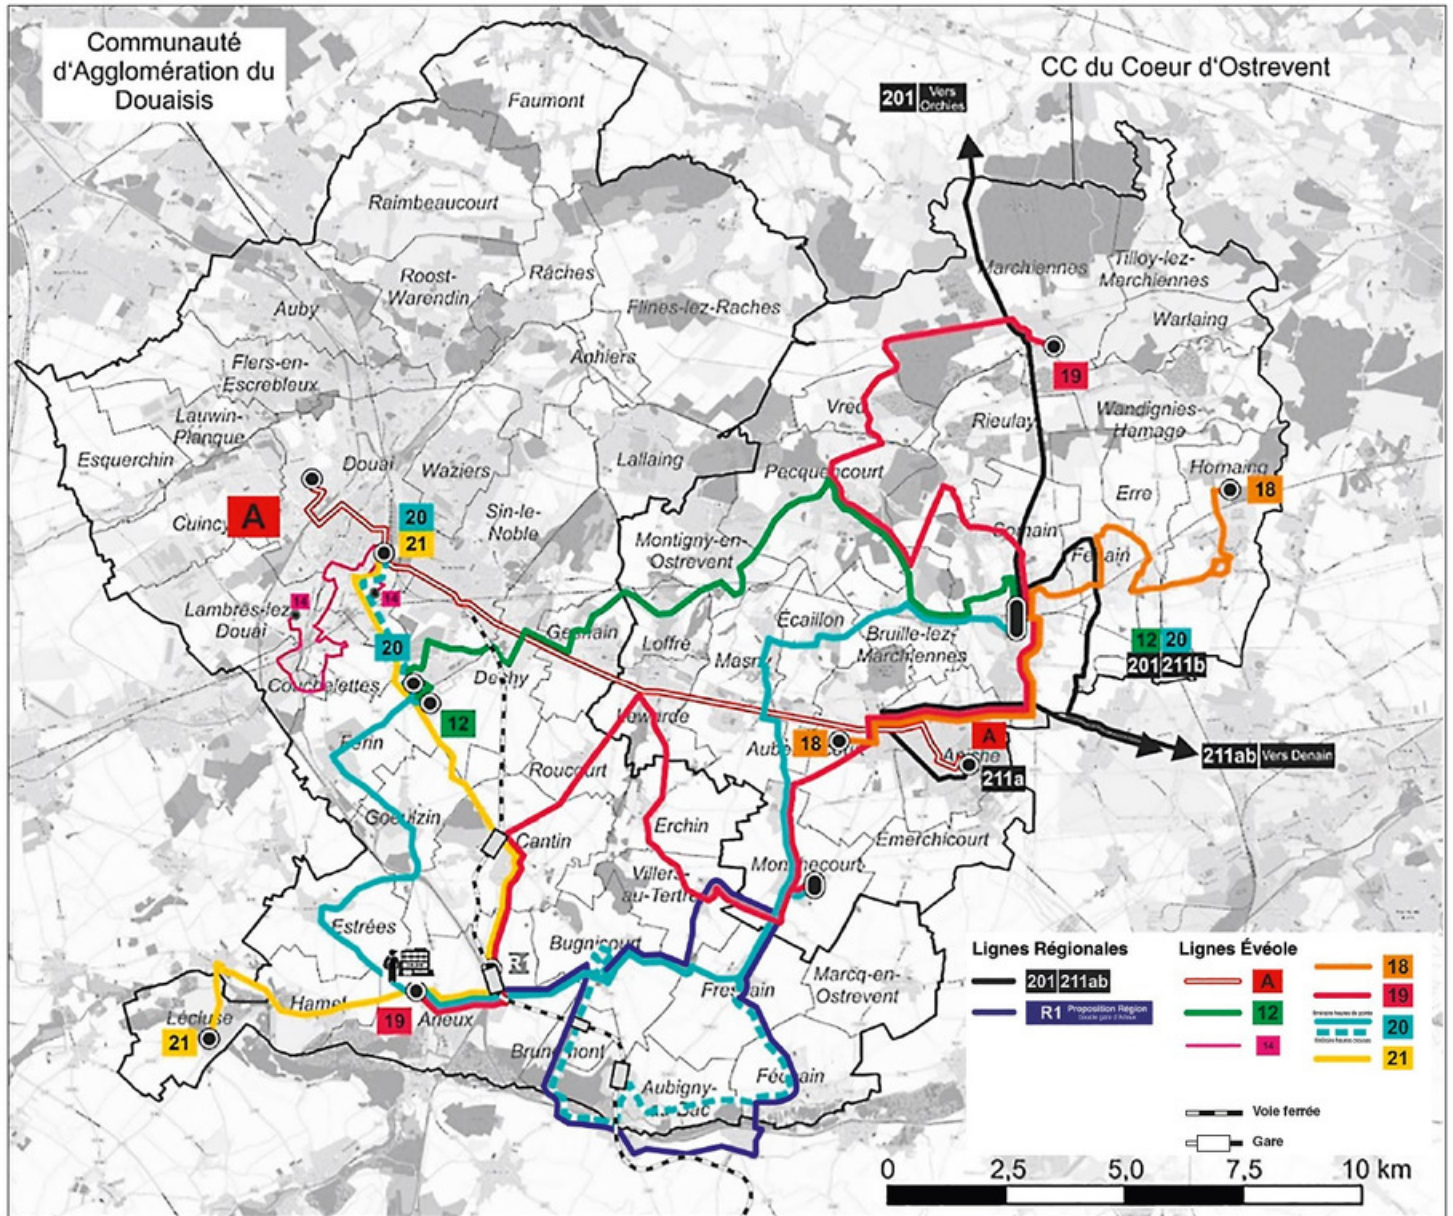 Communauté
d'Agglomération du
Douaisis
CC du Coeur d'Ostrevent
201 Vers
Orchies
Faumont
Raimbeaucourt
Roost-
Warendin
Râches
Auby
Flines-lez-Raches
Marchiennes
Tilloy-lez-
Marchiennes
Warlaing
Flers-en-
Escrebleux
Anhiers
19
Lauwin-
Planque
Vred
Rieulay
Wandignies-
Hamage
Esquerchin
Douai
Waziers
Lallaing
Pecquencourt
Hornaing
18
Erre
A
Cuincy
20
21
Sin-le-
Noble
Montigny-en-
Ostrevent
Somain
Fenain
14
14
Lambres-lez-
Douai
20
Guesnain
Loffre
Écaillon
Masny
Bruille-lez-
Marchiennes
12 20
201 211b
Courchelettes
Dechy
12
Lewarde
18
A
Aniche
211a
211ab Vers Denain
Férin
Roucourt
Goeulzin
Cantin
Erchin
Émerchicourt
Monchecourt
Villers-
au-Tertre
Estrées
Bugnicourt
R1
Marcq-en-
Ostrevent
Fressain
Hamel
19
Arleux
Lécluse
21
Brunémont
Aubigny-
au-Bac
Féchain
Lignes Régionales
201 211ab
R1 Proposition Région
Lignes Évéole
A
12
14
18
19
20
21
Voie ferrée
Gare
0 2,5 5,0 7,5 10 km